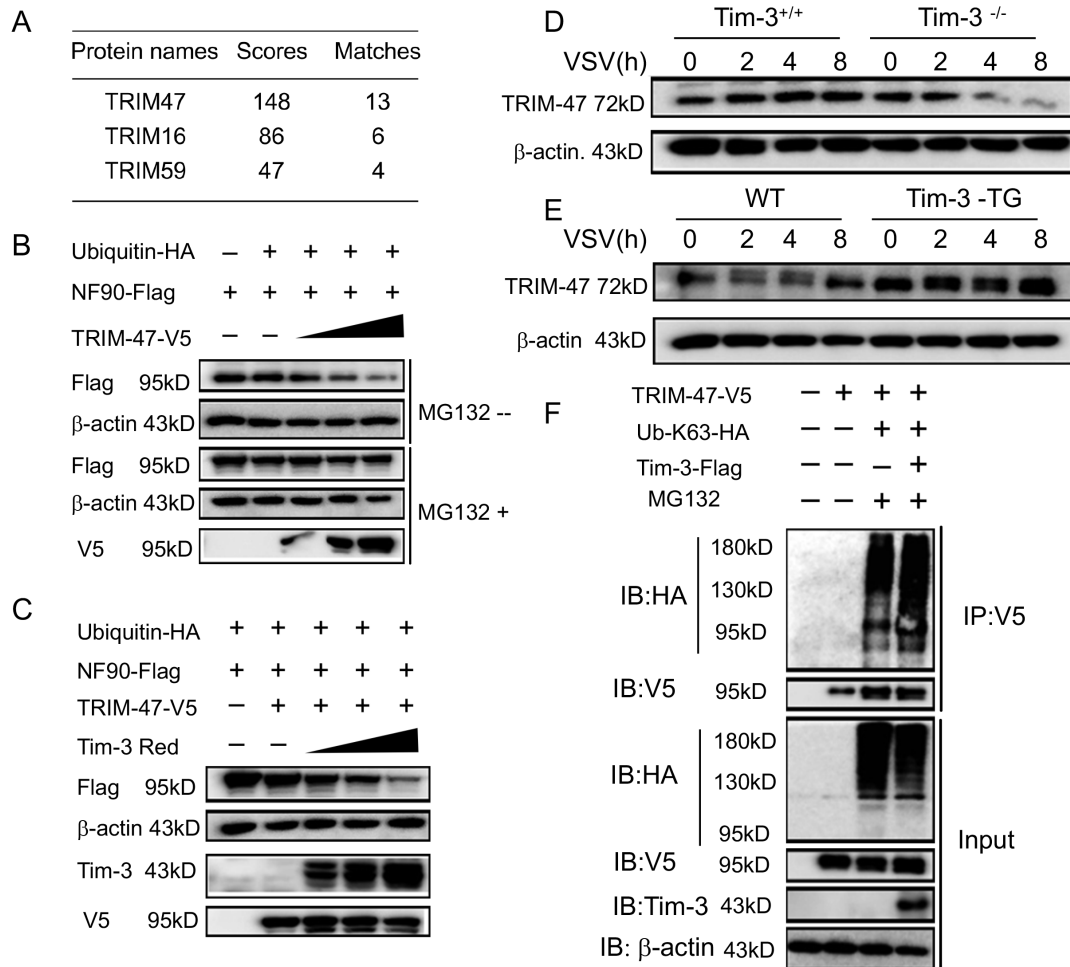 A
Protein names Scores Matches
TRIM47 148 13
TRIM16 86 6
TRIM59 47 4
B
Ubiquitin-HA – + + + +
NF90-Flag + + + + +
TRIM-47-V5 – –
Flag 95kD
β-actin 43kD
MG132 --
Flag 95kD
β-actin 43kD
V5 95kD
MG132 +
C
Ubiquitin-HA + + + + +
NF90-Flag + + + + +
TRIM-47-V5 – + + + +
Tim-3 Red – –
Flag 95kD
β-actin 43kD
Tim-3 43kD
V5 95kD
D
Tim-3+/+ Tim-3 -/-
VSV(h) 0 2 4 8 0 2 4 8
TRIM-47 72kD
β-actin. 43kD
E
WT Tim-3 -TG
VSV(h) 0 2 4 8 0 2 4 8
TRIM-47 72kD
β-actin 43kD
F
TRIM-47-V5 – + + +
Ub-K63-HA – – + +
Tim-3-Flag – – – +
MG132 – – + +
IB:HA
180kD
130kD
95kD
IB:V5 95kD
IP:V5
IB:HA
180kD
130kD
95kD
IB:V5 95kD
IB:Tim-3 43kD
IB: β-actin 43kD
Input